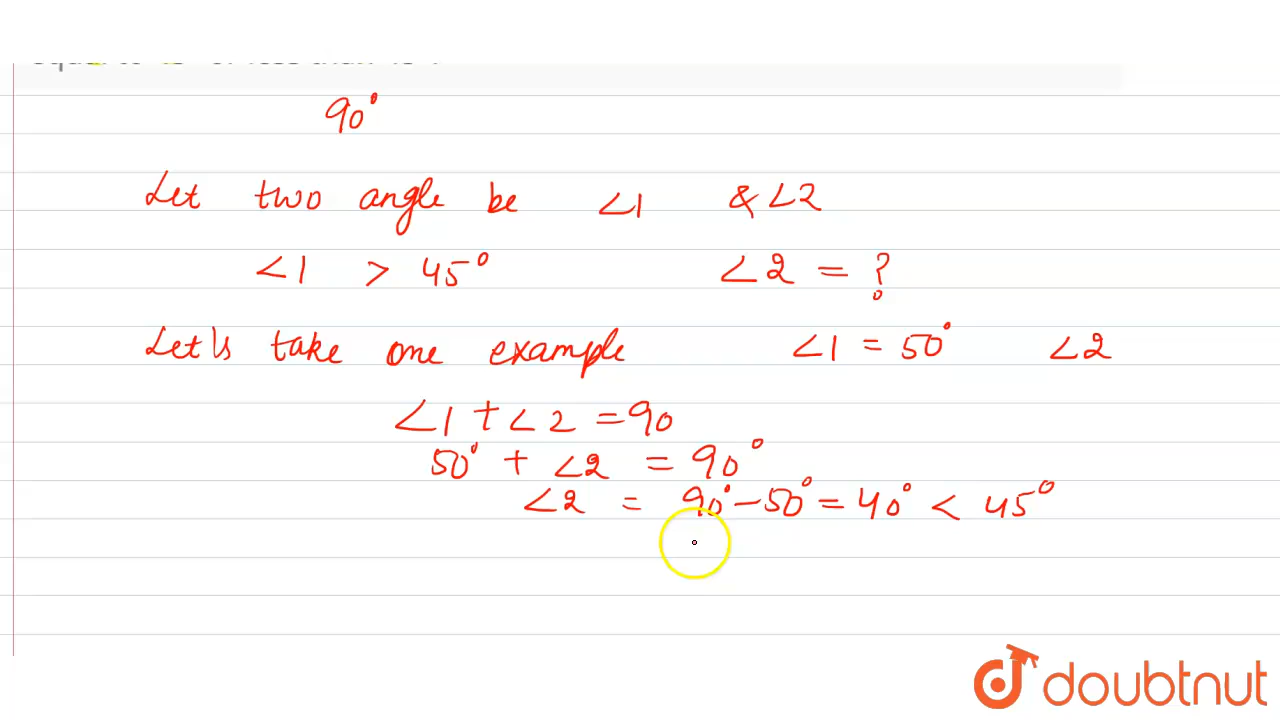 90°
Let two angle be ∠1 & ∠2
∠1 > 45° ∠2 = ?
Let's take one example ∠1 = 50° ∠2
∠1 + ∠2 = 90
50° + ∠2 = 90°
∠2 = 90° - 50° = 40° < 45°
doubtnut